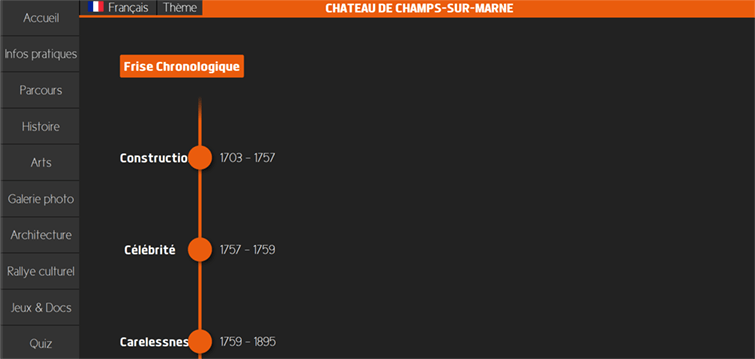 Français
Thème
CHATEAU DE CHAMPS-SUR-MARNE
Accueil
Infos pratiques
Parcours
Histoire
Arts
Galerie photo
Architecture
Rallye culturel
Jeux & Docs
Quiz
Frise Chronologique
Constructio 1703 - 1757
Célébrité 1757 - 1759
Carelessnes 1759 - 1895